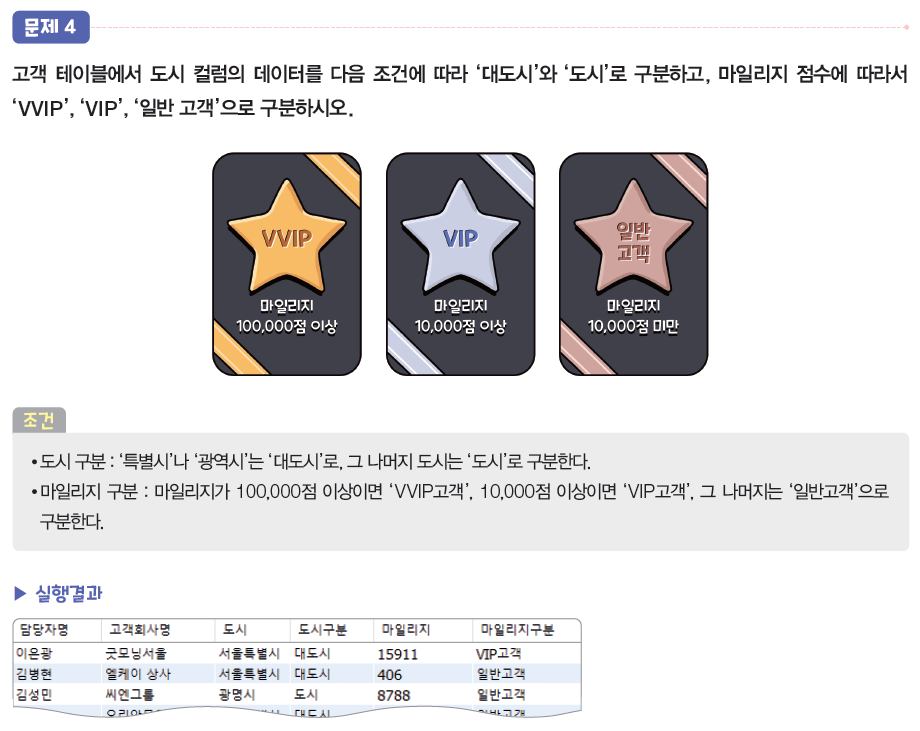 문제 4
고객 테이블에서 도시 컬럼의 데이터를 다음 조건에 따라 ‘대도시’와 ‘도시’로 구분하고, 마일리지 점수에 따라서
‘VVIP’, ‘VIP’, ‘일반 고객’으로 구분하시오.
VVIP
마일리지
100,000점 이상
VIP
마일리지
10,000점 이상
일반
고객
마일리지
10,000점 미만
조건
•도시 구분 : ‘특별시’나 ‘광역시’는 ‘대도시’로, 그 나머지 도시는 ‘도시’로 구분한다.
•마일리지 구분 : 마일리지가 100,000점 이상이면 ‘VVIP고객’, 10,000점 이상이면 ‘VIP고객’, 그 나머지는 ‘일반고객’으로
구분한다.
▶ 실행결과
담당자명 고객회사명 도시 도시구분 마일리지 마일리지구분
이은광 굿모닝서울 서울특별시 대도시 15911 VIP고객
김병현 엘케이 상사 서울특별시 대도시 406 일반고객
김성민 씨엔그룹 광명시 도시 8788 일반고객
대도시 일반고객